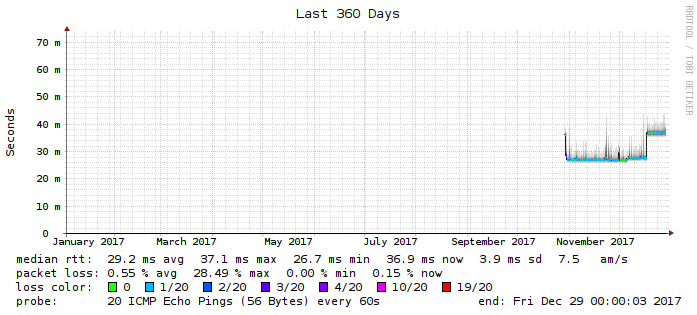 Last 360 Days
RRDTOOL / TOBI OETIKER
Seconds
70 m
60 m
50 m
40 m
30 m
20 m
10 m
0
January 2017 March 2017 May 2017 July 2017 September 2017 November 2017
median rtt: 29.2 ms avg 37.1 ms max 26.7 ms min 36.9 ms now 3.9 ms sd 7.5 am/s
packet loss: 0.55 % avg 28.49 % max 0.00 % min 0.15 % now
loss color: 0 1/20 2/20 3/20 4/20 10/20 19/20
probe: 20 ICMP Echo Pings (56 Bytes) every 60s end: Fri Dec 29 00:00:03 2017